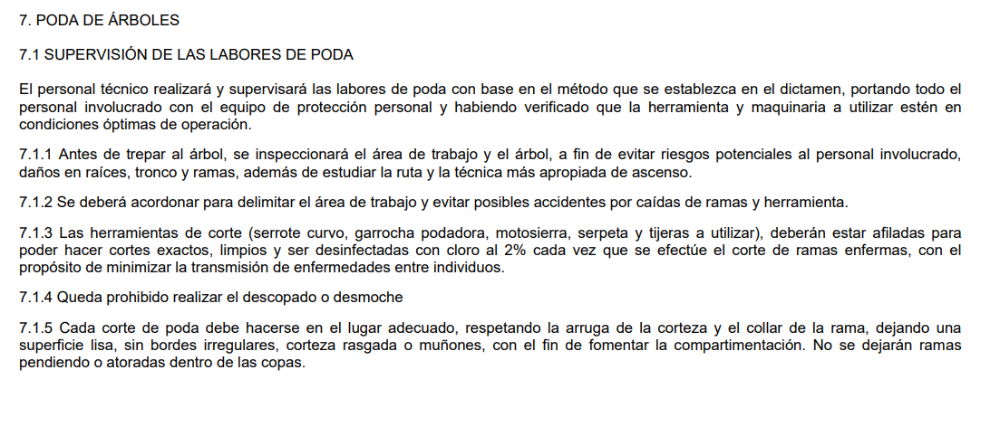 7. PODA DE ÁRBOLES
7.1 SUPERVISIÓN DE LAS LABORES DE PODA
El personal técnico realizará y supervisará las labores de poda con base en el método que se establezca en el dictamen, portando todo el
personal involucrado con el equipo de protección personal y habiendo verificado que la herramienta y maquinaria a utilizar estén en
condiciones óptimas de operación.
7.1.1 Antes de trepar al árbol, se inspeccionará el área de trabajo y el árbol, a fin de evitar riesgos potenciales al personal involucrado,
daños en raíces, tronco y ramas, además de estudiar la ruta y la técnica más apropiada de ascenso.
7.1.2 Se deberá acordonar para delimitar el área de trabajo y evitar posibles accidentes por caídas de ramas y herramienta.
7.1.3 Las herramientas de corte (serrote curvo, garrocha podadora, motosierra, serpeta y tijeras a utilizar), deberán estar afiladas para
poder hacer cortes exactos, limpios y ser desinfectadas con cloro al 2% cada vez que se efectúe el corte de ramas enfermas, con el
propósito de minimizar la transmisión de enfermedades entre individuos.
7.1.4 Queda prohibido realizar el descopado o desmoche
7.1.5 Cada corte de poda debe hacerse en el lugar adecuado, respetando la arruga de la corteza y el collar de la rama, dejando una
superficie lisa, sin bordes irregulares, corteza rasgada o muñones, con el fin de fomentar la compartimentación. No se dejarán ramas
pendiendo o atoradas dentro de las copas.